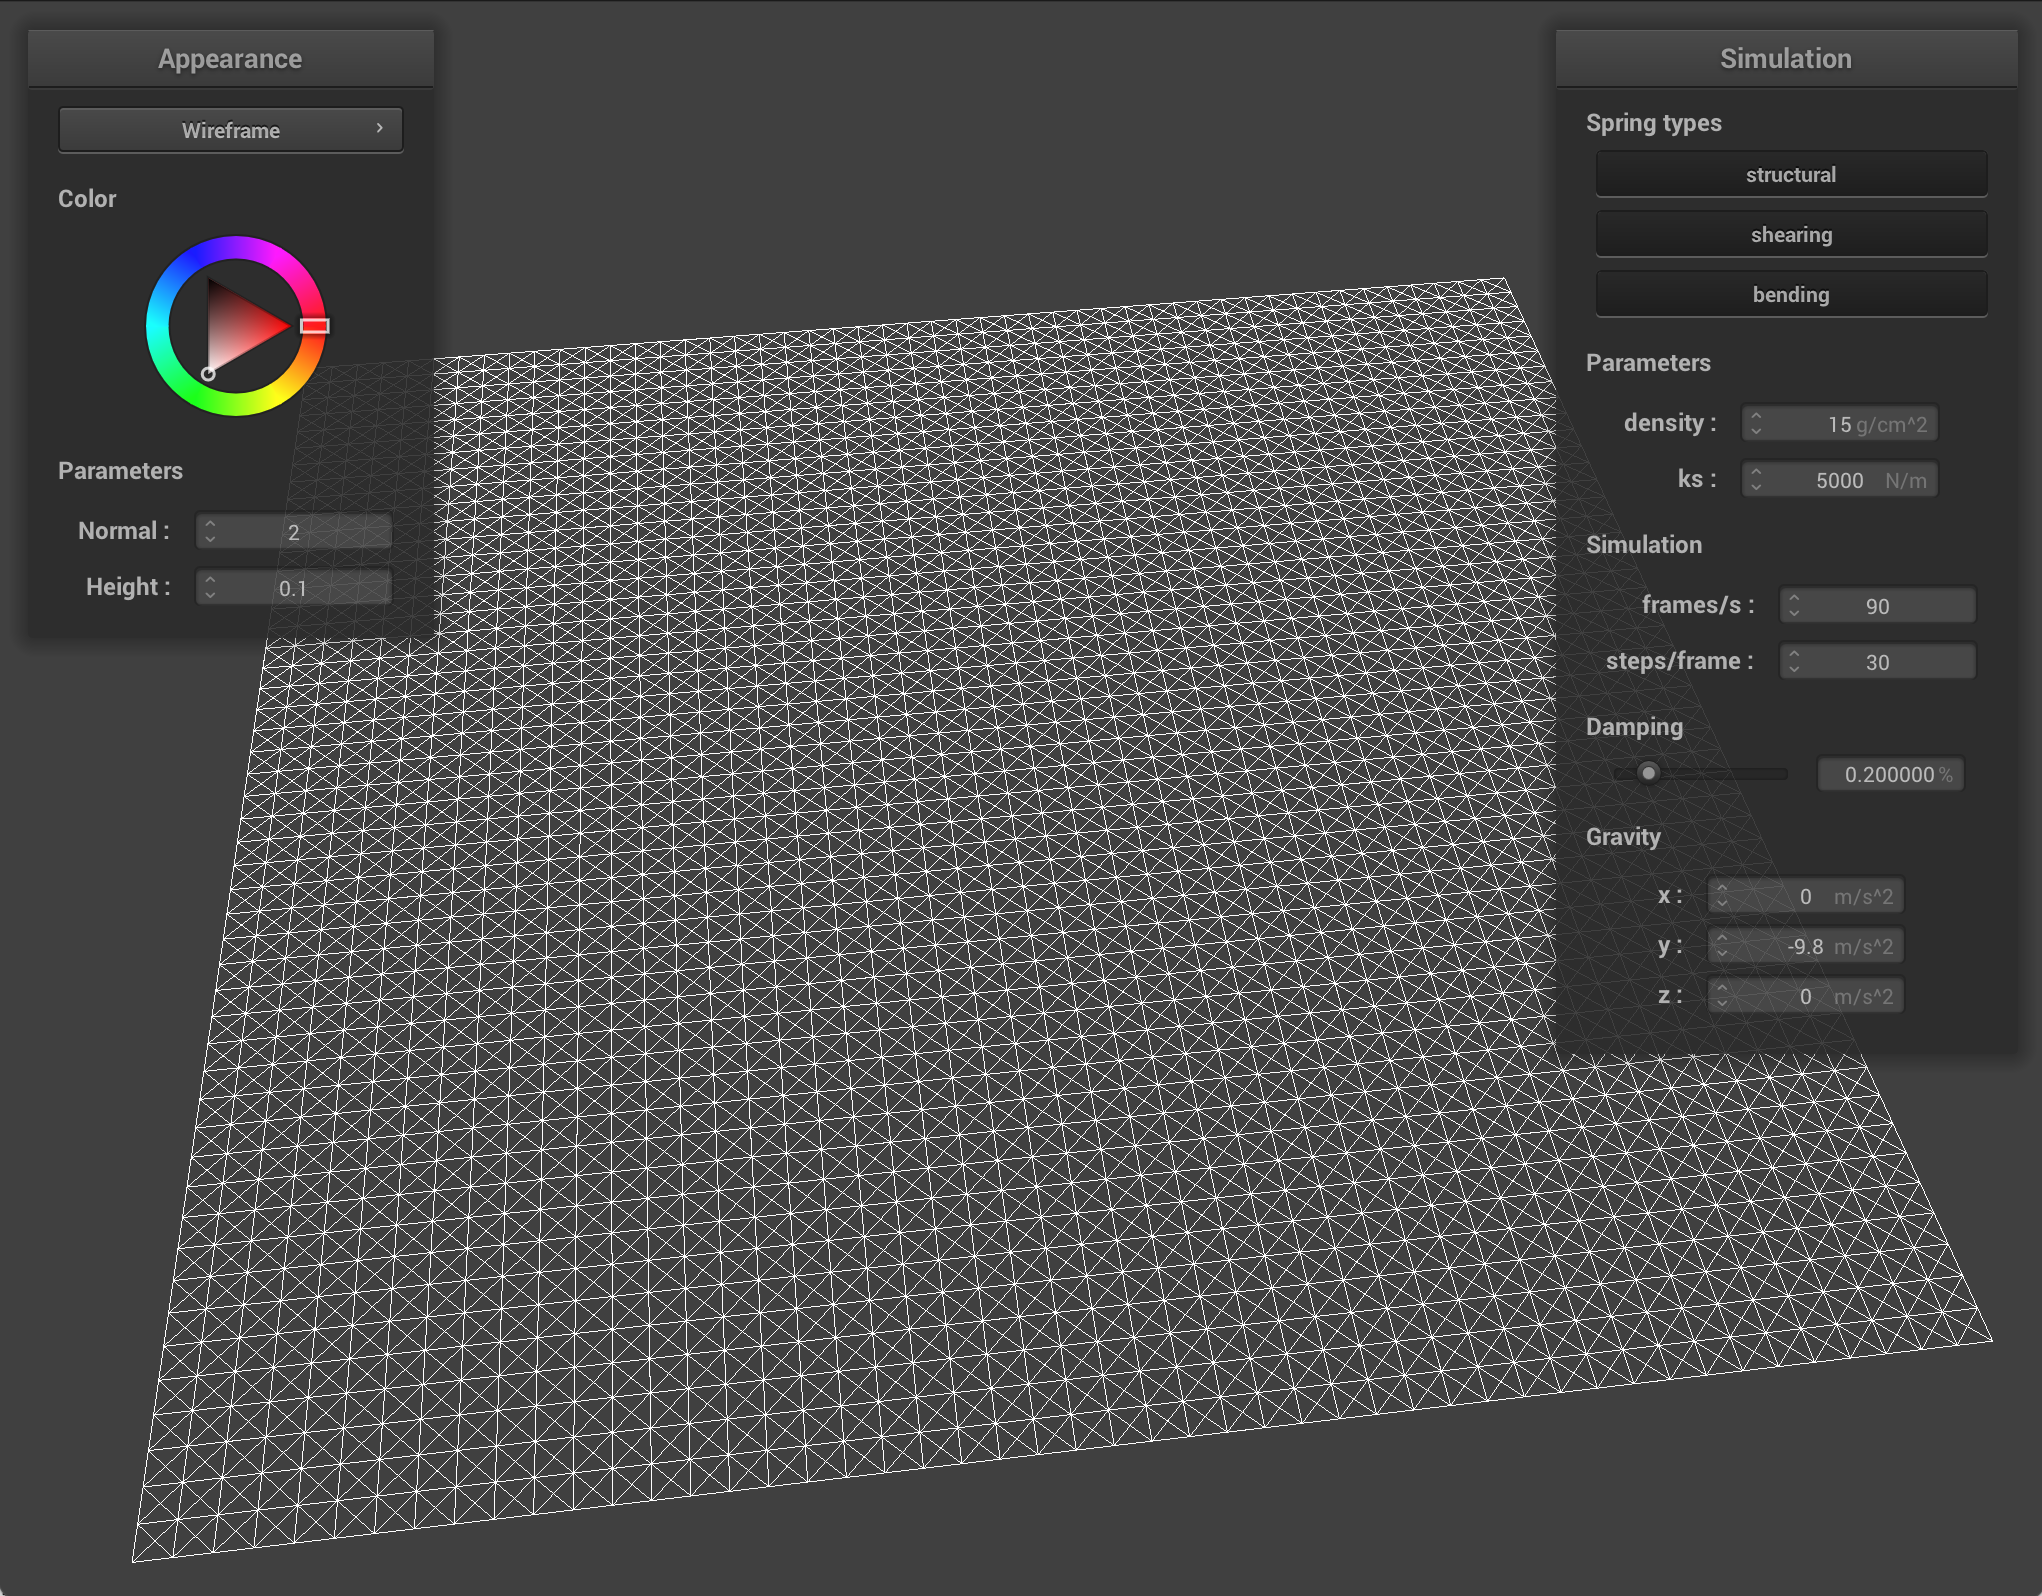 Appearance
Wireframe
Color
Parameters
Normal : 2
Height : 0.1
Simulation
Spring types
structural
shearing
bending
Parameters
density : 15 g/cm^2
ks : 5000 N/m
Simulation
frames/s : 90
steps/frame : 30
Damping
0.200000 %
Gravity
x : 0 m/s^2
y : -9.8 m/s^2
z : 0 m/s^2